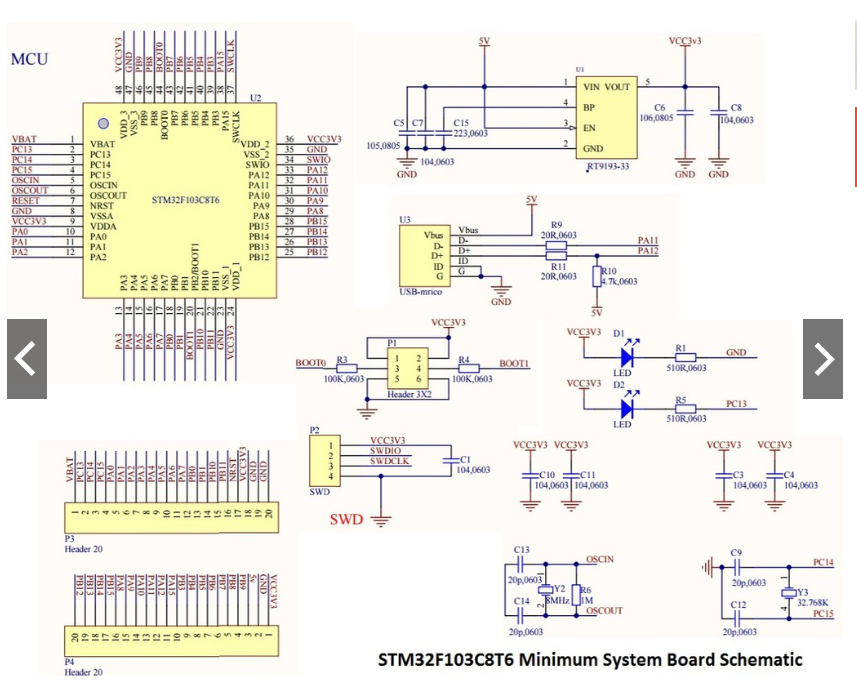 MCU
VCC3V3
GND
PB9
PB8
BOOT0
PB7
PB6
PB5
PB4
PB3
PA15
SWCLK
48 47 46 45 44 43 42 41 40 39 38 37
U2
VDD_3
VSS_3
PB9
PB8
BOOT0
PB7
PB6
PB5
PB4
PB3
PA15
SWCLK
VBAT 1 VBAT
PC13 2 PC13
PC14 3 PC14
PC15 4 PC15
OSCIN 5 OSCIN
OSCOUT 6 OSCOUT
RESET 7 NRST
GND 8 VSSA
VCC3V3 9 VDDA
PA0 10 PA0
PA1 11 PA1
PA2 12 PA2
STM32F103C8T6
VDD_2 36 VCC3V3
VSS_2 35 GND
SWIO 34 SWIO
PA12 33 PA12
PA11 32 PA11
PA10 31 PA10
PA9 30 PA9
PA8 29 PA8
PB15 28 PB15
PB14 27 PB14
PB13 26 PB13
PB12 25 PB12
PA3
PA4
PA5
PA6
PA7
PB0
PB1
PB2/BOOT1
PB10
PB11
VSS_1
VDD_1
13 14 15 16 17 18 19 20 21 22 23 24
PA3
PA4
PA5
PA6
PA7
PB0
PB1
BOOT1
PB10
PB11
GND
VCC3V3
5V
VCC3v3
U1
1 VIN VOUT 5
4 BP
3 EN
2 GND
RT9193-33
C5
105,0805
C7
104,0603
C15
223,0603
GND
C6
106,0805
C8
104,0603
GND
GND
5V
U3
Vbus Vbus
D- D-
D+ D+
ID ID
G G
USB-mrico
GND
R9
20R,0603
R11
20R,0603
PA11
PA12
R10
4.7k,0603
5V
VCC3V3
P1
1 2
3 4
5 6
Header 3X2
BOOT0
R3
100K,0603
R4
100K,0603
BOOT1
VCC3V3
D1
LED
R1
510R,0603
GND
VCC3V3
D2
LED
R5
510R,0603
PC13
P2
1 VCC3V3
2 SWDIO
3 SWDCLK
4
SWD
C1
104,0603
SWD
VCC3V3
C10
104,0603
VCC3V3
C11
104,0603
VCC3V3
C3
104,0603
VCC3V3
C4
104,0603
VBAT
PC13
PC14
PC15
PA0
PA1
PA2
PA3
PA4
PA5
PA6
PA7
PB0
PB1
PB10
PB11
NRST
VCC3V3
GND
GND
1 2 3 4 5 6 7 8 9 10 11 12 13 14 15 16 17 18 19 20
P3
Header 20
PB12
PB13
PB14
PB15
PA8
PA9
PA10
PA11
PA12
PA15
PB3
PB4
PB5
PB6
PB7
PB8
PB9
5v
GND
VCC3V3
20 19 18 17 16 15 14 13 12 11 10 9 8 7 6 5 4 3 2 1
P4
Header 20
C13
20p,0603
C14
20p,0603
1
Y2
8MHz
2
R6
1M
OSCIN
OSCOUT
C9
20p,0603
C12
20p,0603
1
Y3
32.768K
4
PC14
PC15
STM32F103C8T6 Minimum System Board Schematic